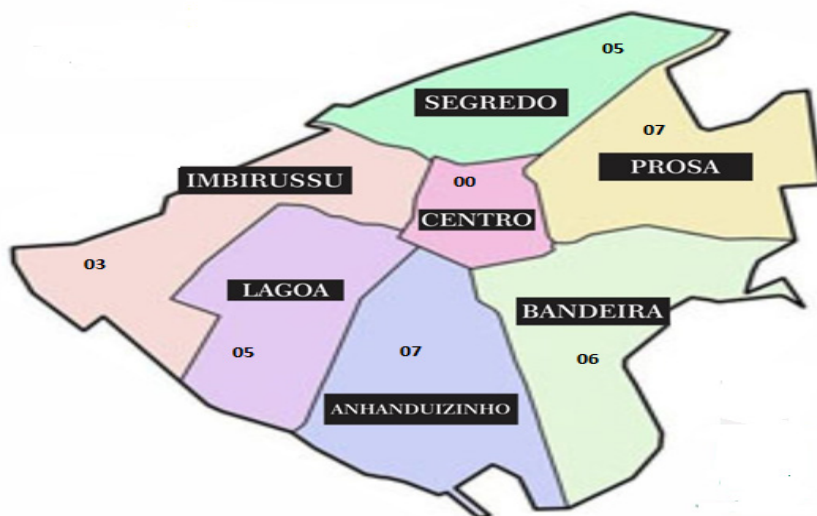 05
SEGREDO
07
PROSA
IMBIRUSSU
00
CENTRO
03
LAGOA
05
BANDEIRA
06
07
ANHANDUIZINHO